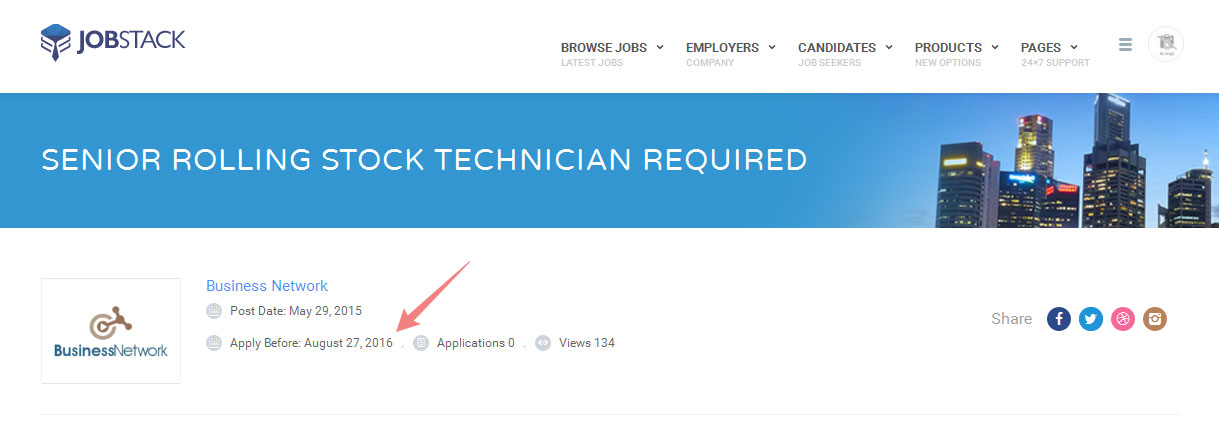 JOBSTACK
BROWSE JOBS EMPLOYERS CANDIDATES PRODUCTS PAGES
LATEST JOBS COMPANY JOB SEEKERS NEW OPTIONS 24×7 SUPPORT
SENIOR ROLLING STOCK TECHNICIAN REQUIRED
Business Network
Post Date: May 29, 2015
Apply Before: August 27, 2016 . Applications 0 . Views 134
BusinessNetwork
Share